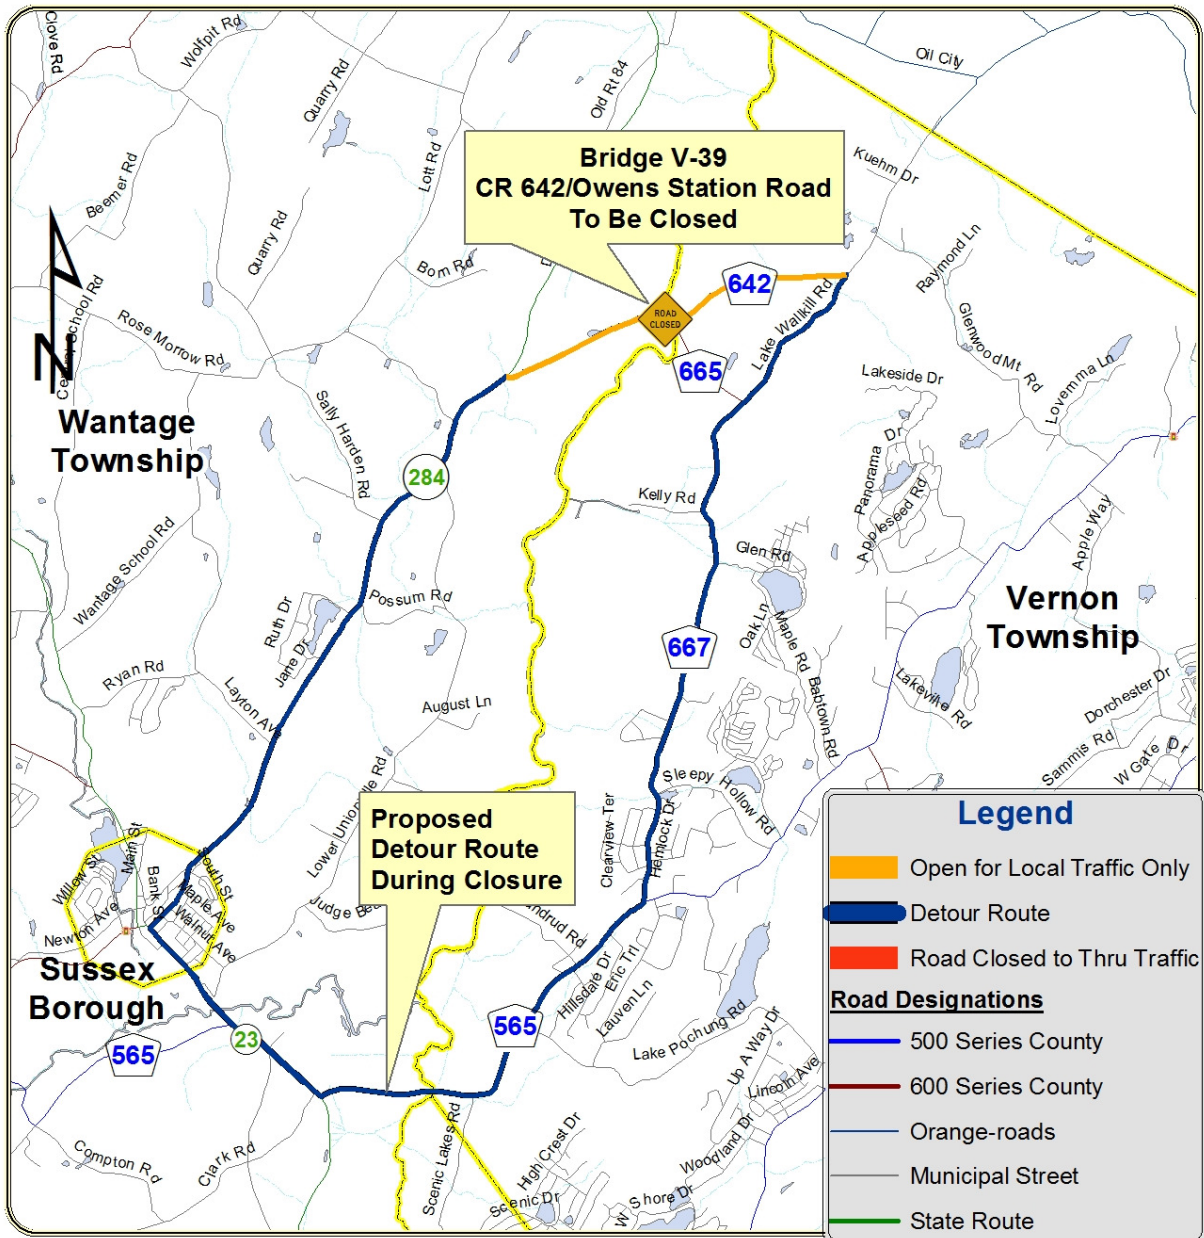 Clove Rd
Wolfpit Rd
Quarry Rd
Old Rt 84
Oil City
Bridge V-39
CR 642/Owens Station Road
To Be Closed
Kuehm Dr
Beemer Rd
Lott Rd
Quarry Rd
Born Rd
Raymond Ln
642
ROAD
CLOSED
Lake Wallkill Rd
Central School Rd
Rose Morrow Rd
N
665
Glenwood Mt Rd
Lovemma Ln
Lakeside Dr
Wantage
Township
Sally Harden Rd
284
Kelly Rd
Panorama Dr
Appleseed Rd
Apple Way
Wantage School Rd
Glen Rd
Possum Rd
Ruth Dr
Jane Dr
Oak Ln
Maple Rd
Vernon
Township
667
Ryan Rd
Layton Av
August Ln
Babtown Rd
Lakeville Rd
Dorchester Dr
Sammis Rd
W Gate Dr
Sleepy Hollow Rd
Lower Unionville Rd
Clearview Ter
Hemlock Dr
Proposed
Detour Route
During Closure
Willow St
Main St
Bank St
South St
Maple Ave
Walnut Ave
Newton Ave
Judge Bea
ndrud Rd
Sussex
Borough
Hillsdale Dr
Eric Trl
Lauven Ln
565
565
23
Lake Pochung Rd
Up A Way Dr
Lincoln Ave
Compton Rd
Clark Rd
Scenic Lakes Rd
High Crest Dr
Scenic Dr
Woodland Dr
W Shore Dr
Legend
Open for Local Traffic Only
Detour Route
Road Closed to Thru Traffic
Road Designations
500 Series County
600 Series County
Orange-roads
Municipal Street
State Route